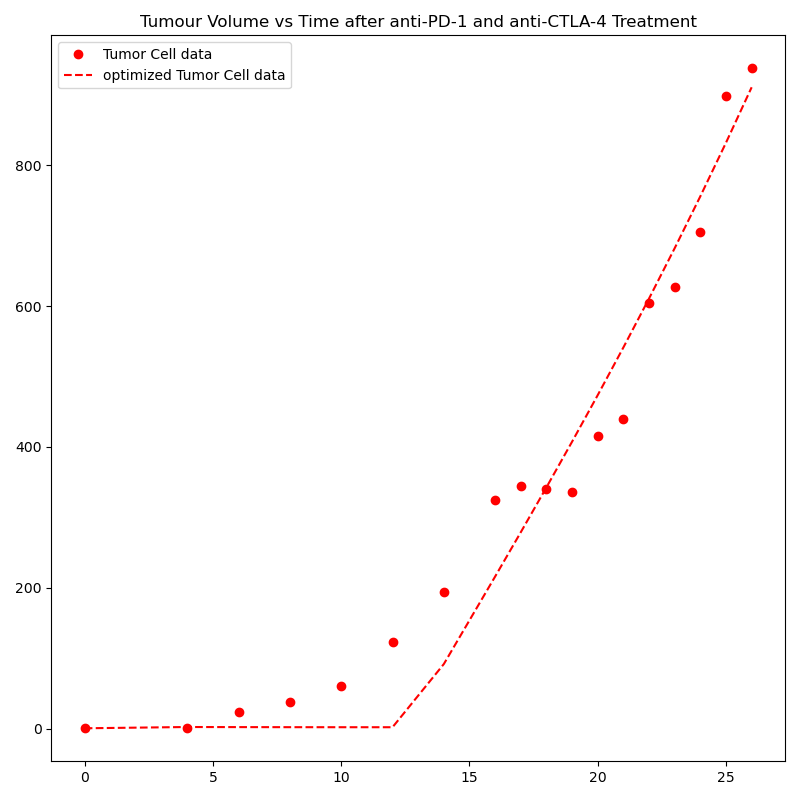 Tumour Volume vs Time after anti-PD-1 and anti-CTLA-4 Treatment
Tumor Cell data
optimized Tumor Cell data
800
600
400
200
0
0 5 10 15 20 25